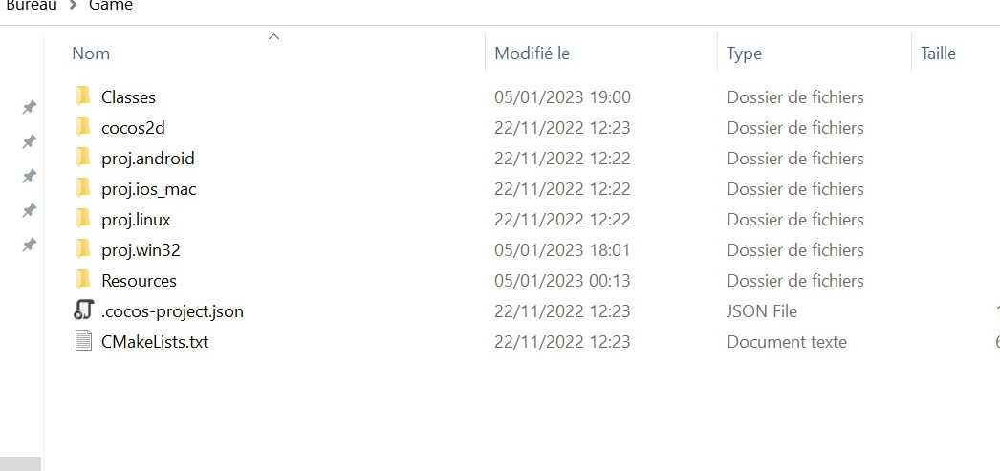 Bureau > Game
Nom Modifié le Type Taille
Classes 05/01/2023 19:00 Dossier de fichiers
cocos2d 22/11/2022 12:23 Dossier de fichiers
proj.android 22/11/2022 12:22 Dossier de fichiers
proj.ios_mac 22/11/2022 12:22 Dossier de fichiers
proj.linux 22/11/2022 12:22 Dossier de fichiers
proj.win32 05/01/2023 18:01 Dossier de fichiers
Resources 05/01/2023 00:13 Dossier de fichiers
.cocos-project.json 22/11/2022 12:23 JSON File
CMakeLists.txt 22/11/2022 12:23 Document texte